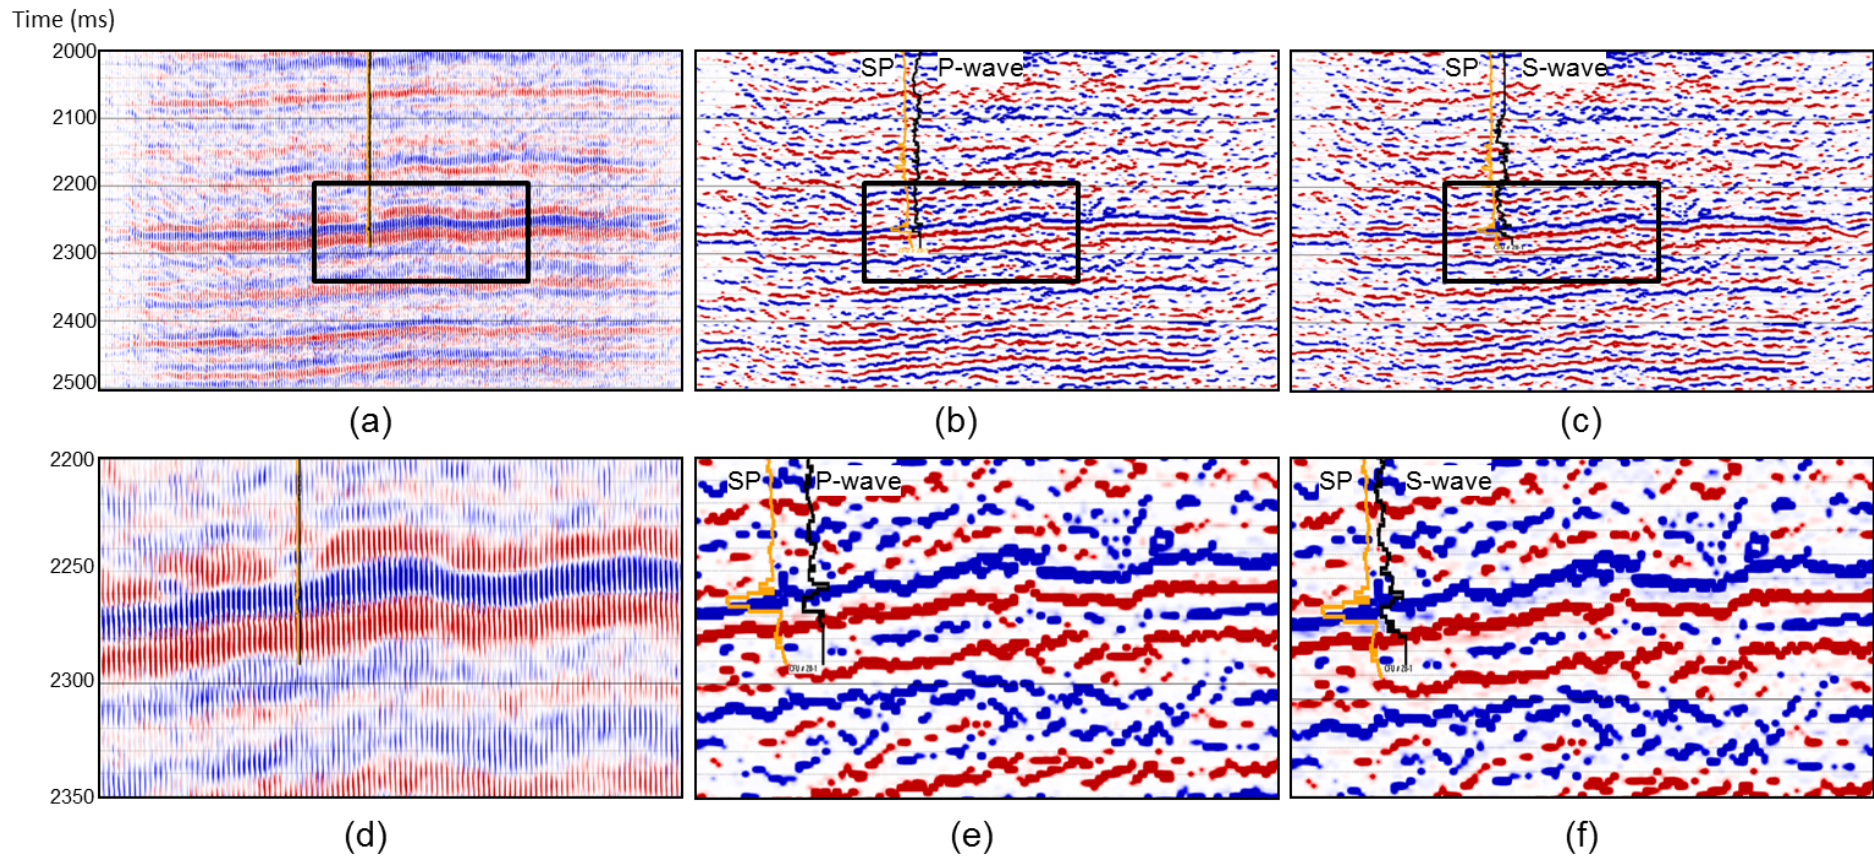 Time (ms)
2000
2100
2200
2300
2400
2500
SP P-wave
SP S-wave
(a)
(b)
(c)
2200
2250
2300
2350
SP P-wave
SP S-wave
(d)
(e)
(f)